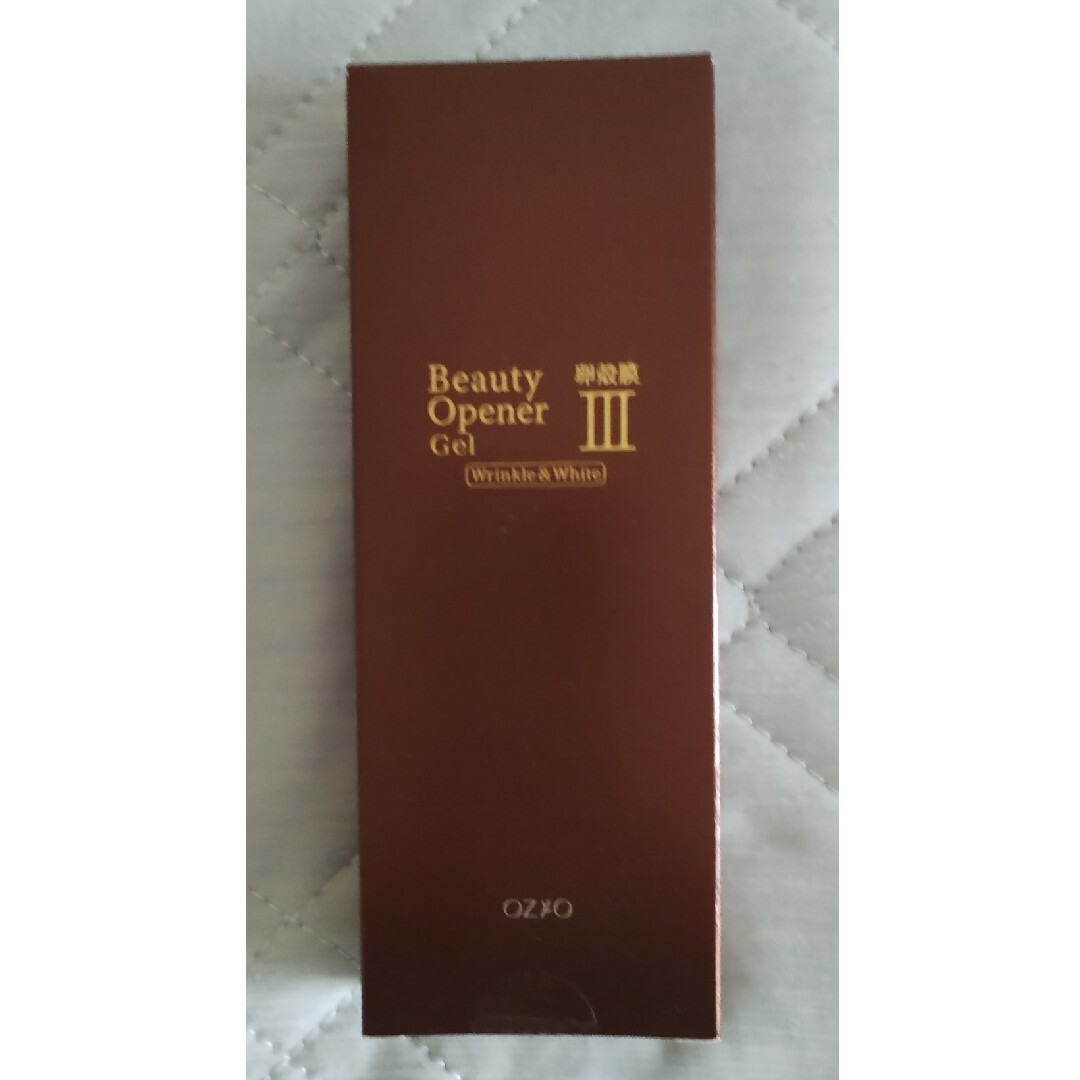 Beauty
Opener
Gel
卵殻膜
III
Wrinkle&White
OZIO